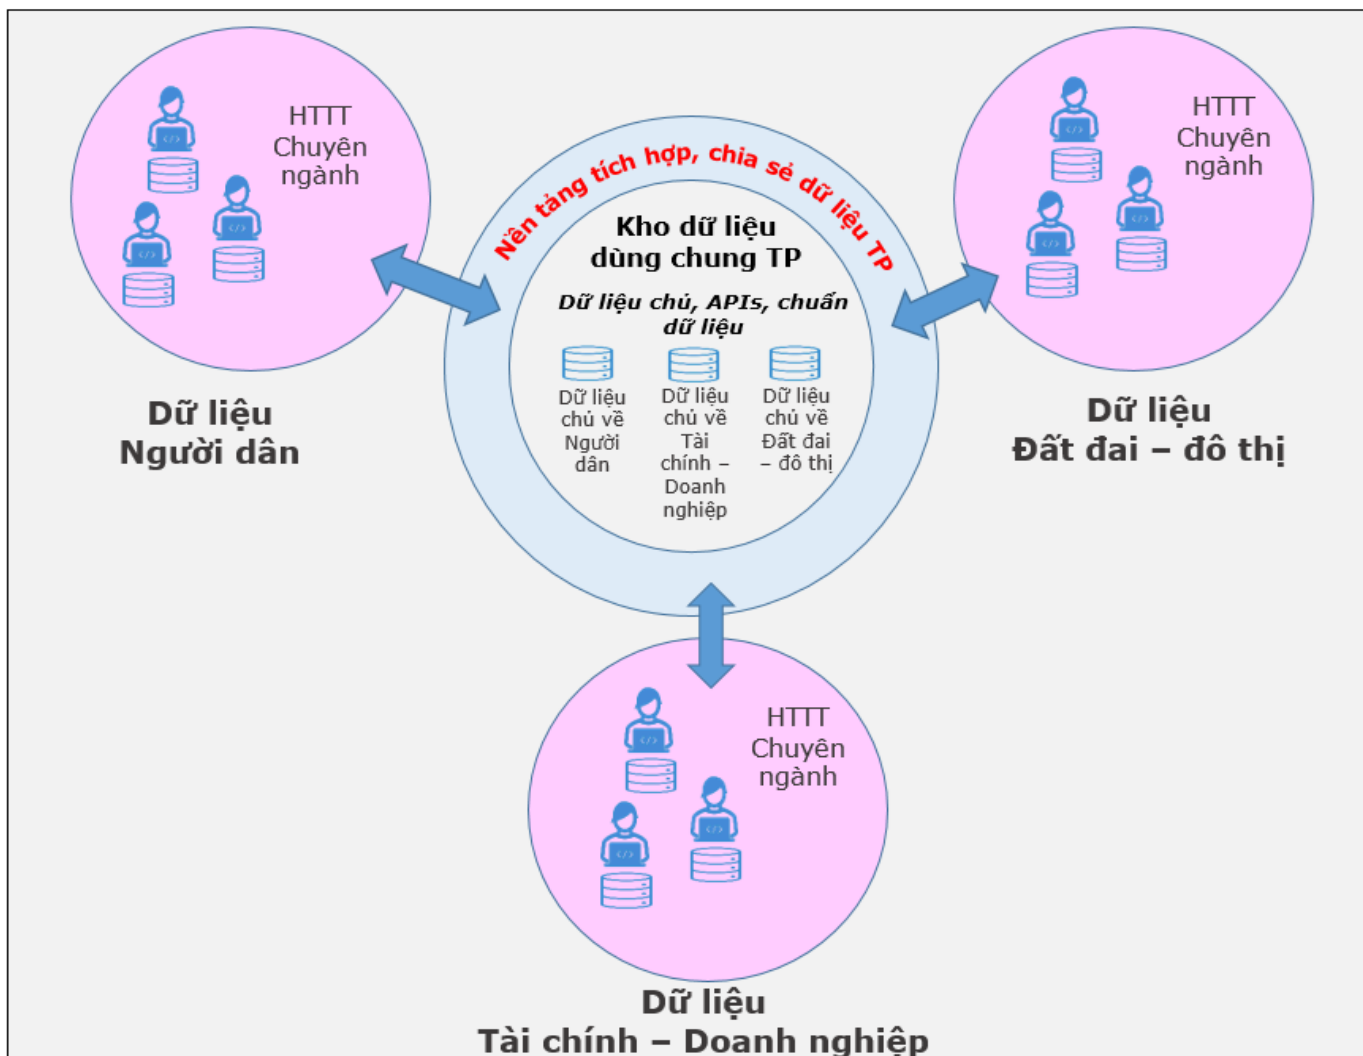 HTTT
Chuyên
ngành
Dữ liệu
Người dân
Nền tảng tích hợp, chia sẻ dữ liệu TP
Kho dữ liệu
dùng chung TP
Dữ liệu chủ, APIs, chuẩn
dữ liệu
Dữ liệu
chủ về
Người
dân
Dữ liệu
chủ về
Tài
chính –
Doanh
nghiệp
Dữ liệu
chủ về
Đất đai
– đô thị
HTTT
Chuyên
ngành
Dữ liệu
Đất đai – đô thị
HTTT
Chuyên
ngành
Dữ liệu
Tài chính – Doanh nghiệp